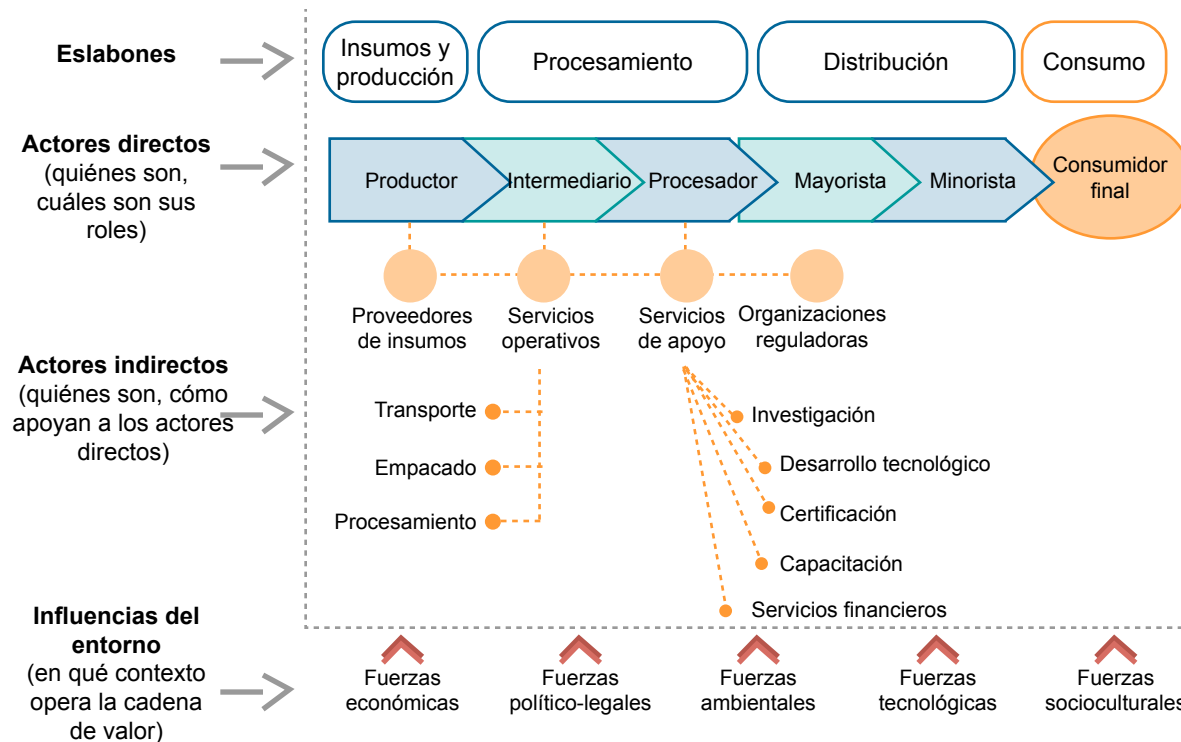 Eslabones
Insumos y
producción
Procesamiento
Distribución
Consumo
Actores directos
(quiénes son,
cuáles son sus
roles)
Productor
Intermediario
Procesador
Mayorista
Minorista
Consumidor
final
Actores indirectos
(quiénes son, cómo
apoyan a los actores
directos)
Proveedores
de insumos
Servicios
operativos
Servicios
de apoyo
Organizaciones
reguladoras
Transporte
Empacado
Procesamiento
Investigación
Desarrollo tecnológico
Certificación
Capacitación
Servicios financieros
Influencias del
entorno
(en qué contexto
opera la cadena
de valor)
Fuerzas
económicas
Fuerzas
político-legales
Fuerzas
ambientales
Fuerzas
tecnológicas
Fuerzas
socioculturales